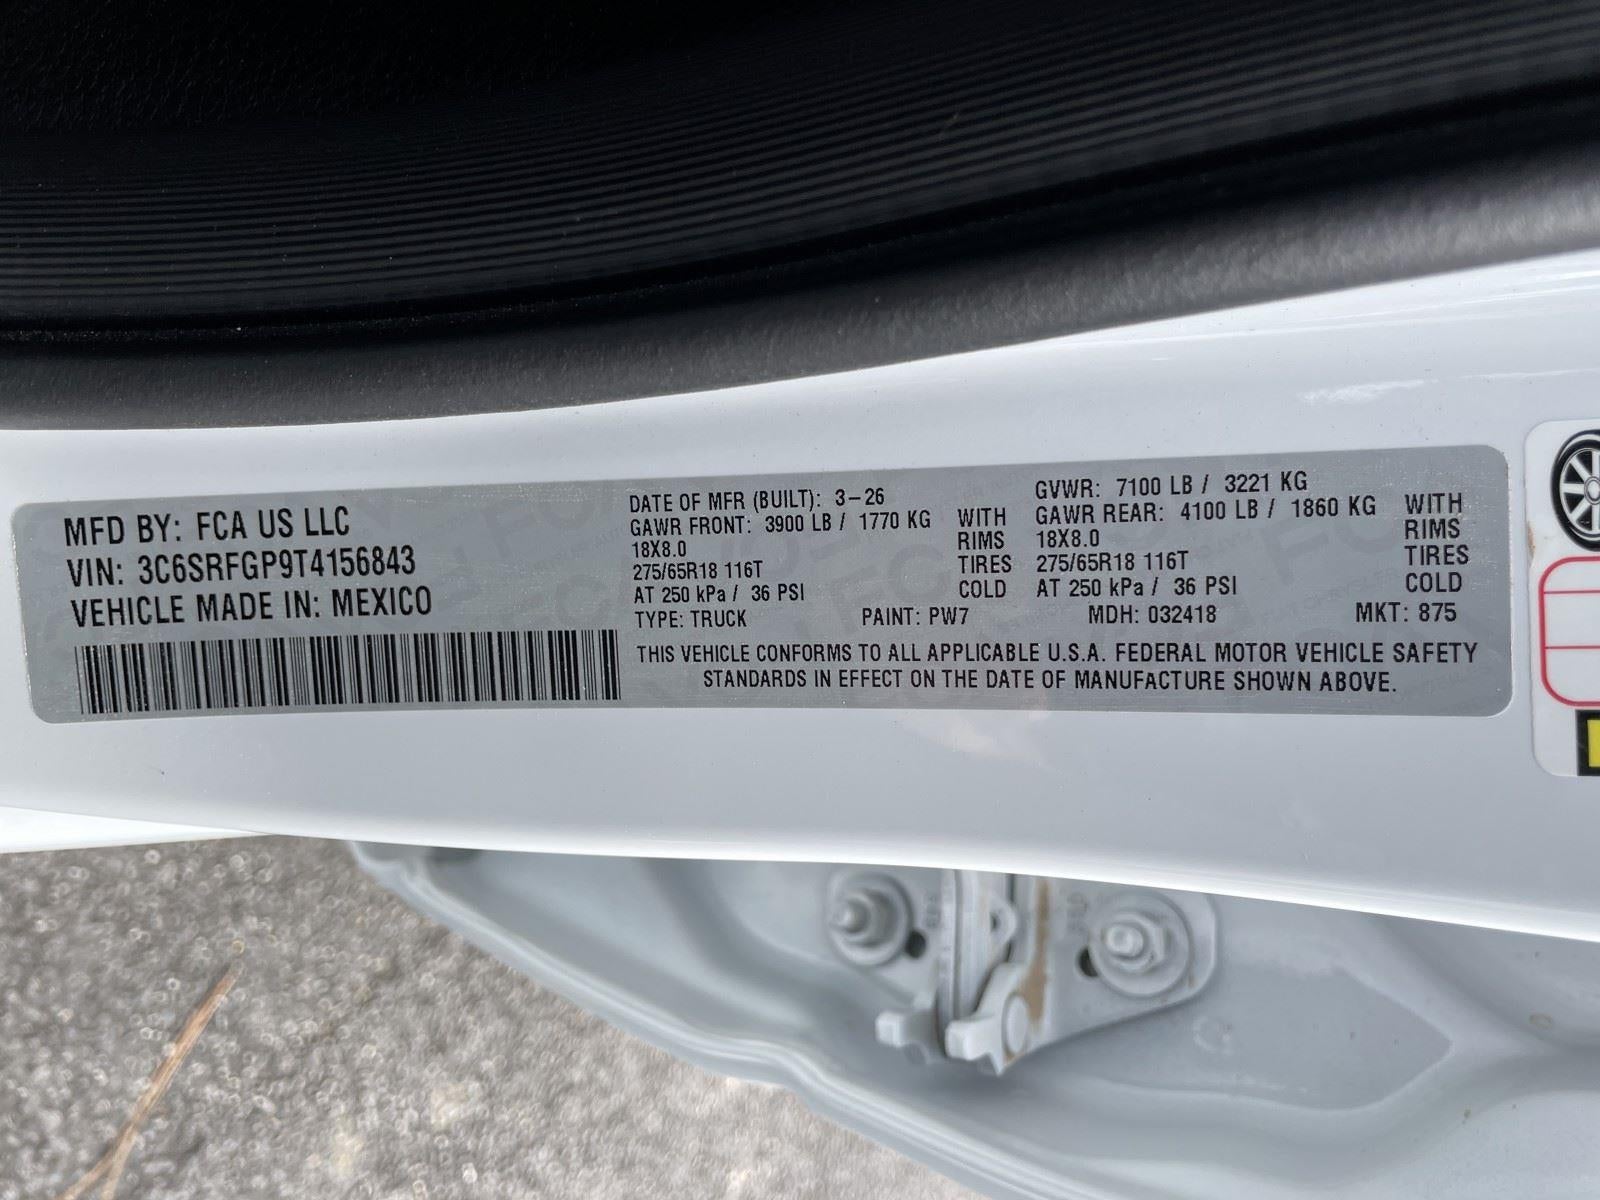 MFD BY: FCA US LLC
VIN: 3C6SRFGP9T4156843
VEHICLE MADE IN: MEXICO
DATE OF MFR (BUILT): 3-26
GAWR FRONT: 3900 LB / 1770 KG WITH
18X8.0 RIMS
275/65R18 116T TIRES
AT 250 kPa / 36 PSI COLD
GVWR: 7100 LB / 3221 KG
GAWR REAR: 4100 LB / 1860 KG WITH
18X8.0 RIMS
275/65R18 116T TIRES
AT 250 kPa / 36 PSI COLD
TYPE: TRUCK PAINT: PW7 MDH: 032418 MKT: 875
THIS VEHICLE CONFORMS TO ALL APPLICABLE U.S.A. FEDERAL MOTOR VEHICLE SAFETY
STANDARDS IN EFFECT ON THE DATE OF MANUFACTURE SHOWN ABOVE.